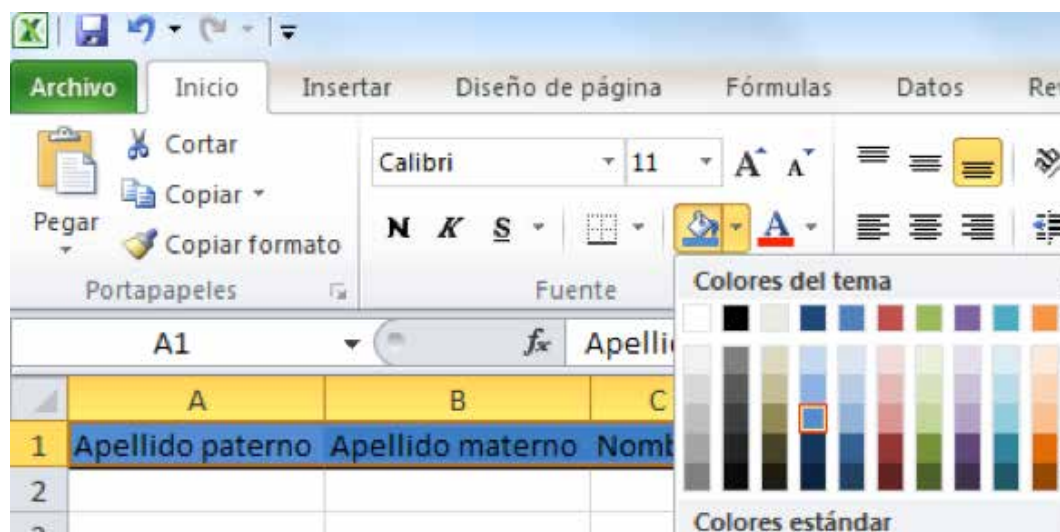 Archivo Inicio Insertar Diseño de página Fórmulas Datos
Cortar
Copiar
Pegar
Copiar formato
Portapapeles
Calibri 11
A A
N K S A
Fuente
Colores del tema
A1 fx Apelli
A B C
1 Apellido paterno Apellido materno Nomb
2
Colores estándar